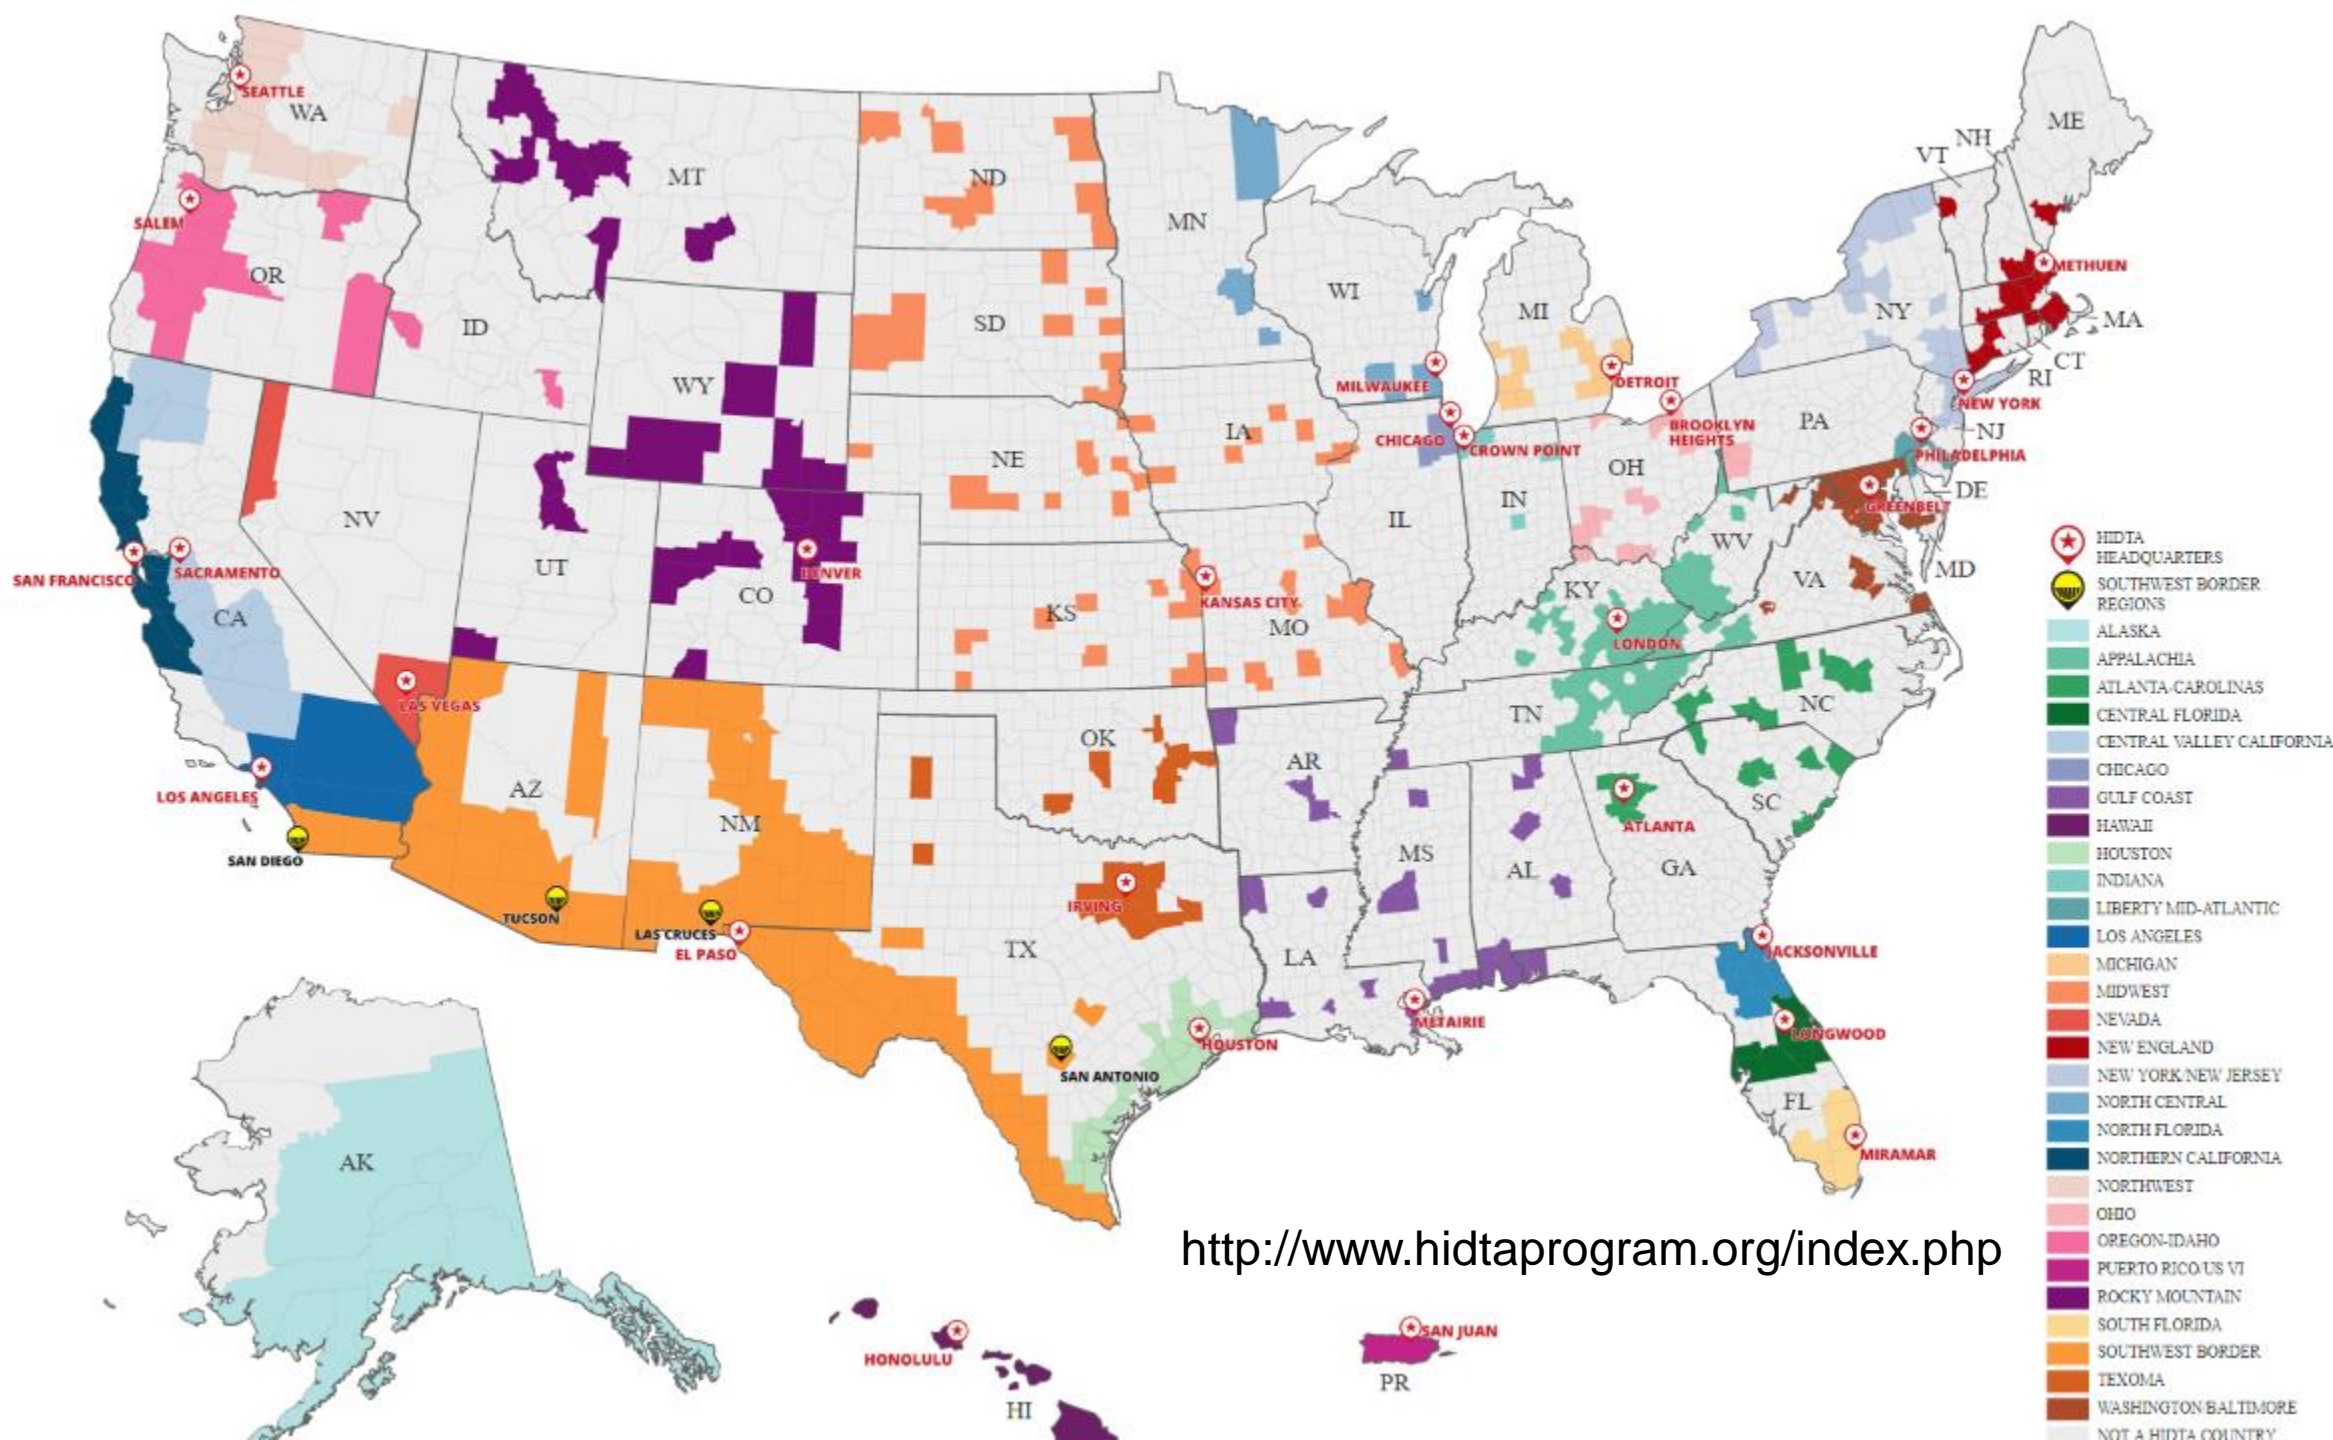 SEATTLE
WA
MT
ND
MN
NH
VT
ME
SALEM
OR
ID
SD
WI
MI
METHUEN
NY
MA
CT
RI
WY
MILWAUKEE
DETROIT
NEW YORK
IA
PA
BROOKLYN
HEIGHTS
NJ
CHICAGO
CROWN POINT
PHILADELPHIA
NE
OH
DE
GREENBELT
NV
IN
IL
WV
UT
SAN FRANCISCO
SACRAMENTO
DENVER
CO
KANSAS CITY
KY
VA
MD
CA
KS
MO
LONDON
LAS VEGAS
TN
NC
OK
AR
LOS ANGELES
AZ
NM
SC
ATLANTA
SAN DIEGO
MS
AL
GA
TUCSON
LAS CRUCES
EL PASO
IRVING
TX
LA
JACKSONVILLE
METAIRIE
HOUSTON
LONGWOOD
SAN ANTONIO
FL
MIRAMAR
AK
http://www.hidtaprogram.org/index.php
HONOLULU
HI
SAN JUAN
PR
HIDTA
HEADQUARTERS
SOUTHWEST BORDER
REGIONS
ALASKA
APPALACHIA
ATLANTA-CAROLINAS
CENTRAL FLORIDA
CENTRAL VALLEY CALIFORNIA
CHICAGO
GULF COAST
HAWAII
HOUSTON
INDIANA
LIBERTY MID-ATLANTIC
LOS ANGELES
MICHIGAN
MIDWEST
NEVADA
NEW ENGLAND
NEW YORK/NEW JERSEY
NORTH CENTRAL
NORTH FLORIDA
NORTHERN CALIFORNIA
NORTHWEST
OHIO
OREGON-IDAHO
PUERTO RICO/US VI
ROCKY MOUNTAIN
SOUTH FLORIDA
SOUTHWEST BORDER
TEXOMA
WASHINGTON/BALTIMORE
NOT A HIDTA COUNTRY